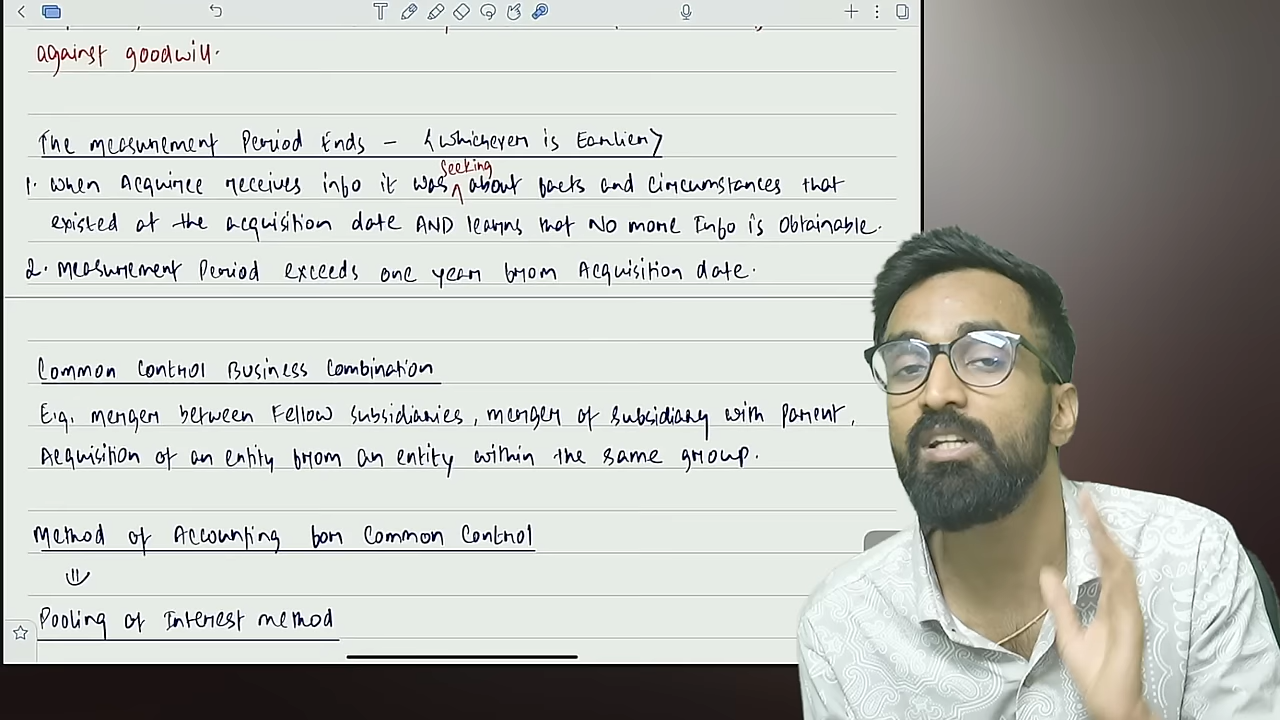 against goodwill.
The measurement Period Ends - {Whichever is Earlier}
seeking
1. When Acquiree receives info it was about facts and circumstances that
existed at the acquisition date AND learns that NO more Info is Obtainable.
2. Measurement Period exceeds one year from Acquisition date.
Common Control Business Combination
E.g. merger between Fellow subsidiaries, merger of subsidiary with parent,
Acquisition of an entity from an entity within the same group.
Method of Accounting for Common Control
Pooling of Interest method